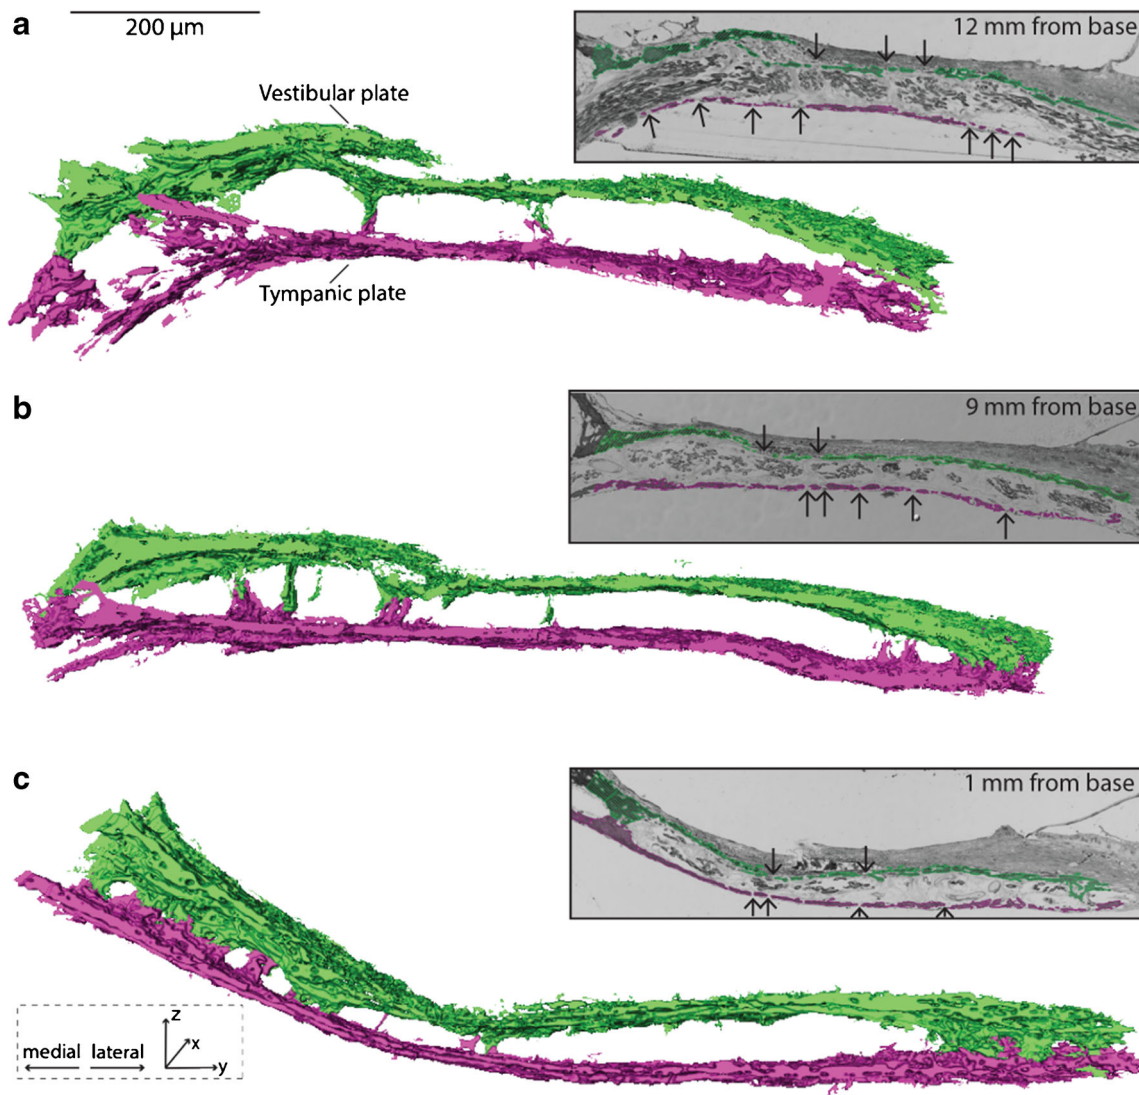 a
200 µm
12 mm from base
Vestibular plate
Tympanic plate
b
9 mm from base
c
1 mm from base
z
x
medial lateral
y